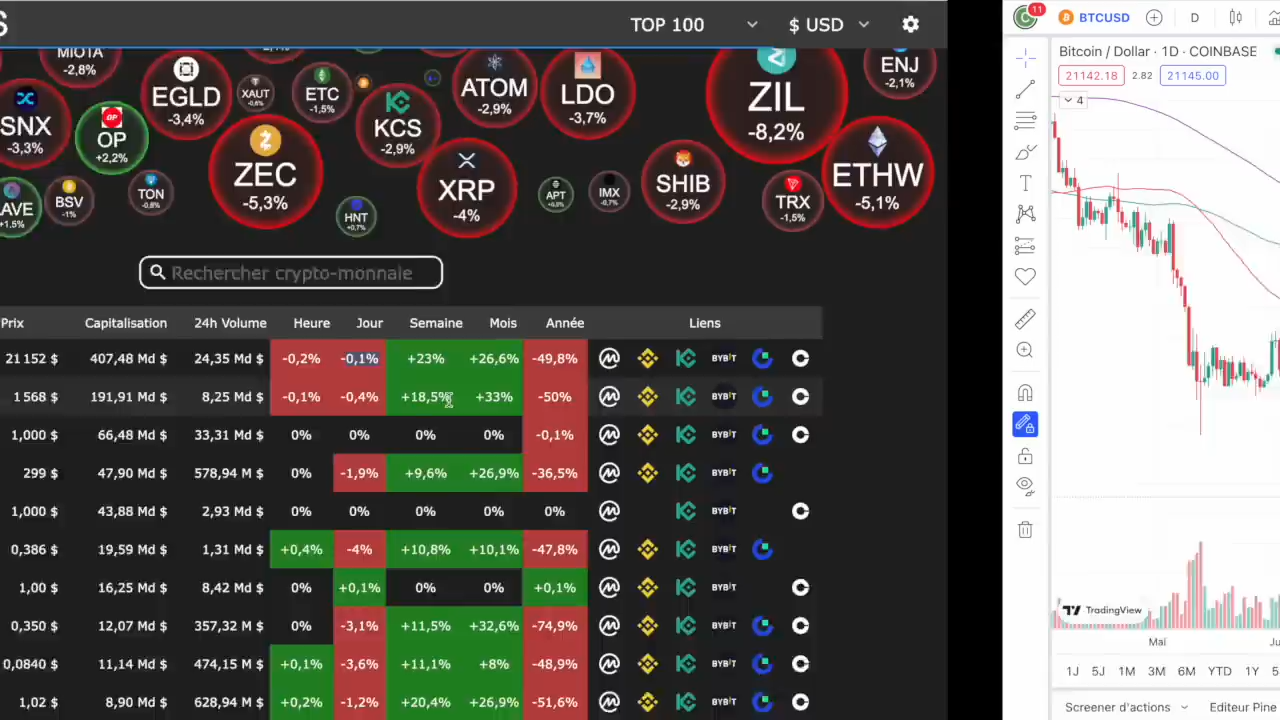 S
TOP 100
$ USD
MIOTA
-2,8%
EGLD
-3,4%
XAUT
-0,6%
ETC
-1,5%
KCS
-2,9%
ATOM
-2,9%
LDO
-3,7%
ZIL
-8,2%
ENJ
-2,1%
SNX
-3,3%
OP
+2,2%
ZEC
-5,3%
XRP
-4%
SHIB
-2,9%
ETHW
-5,1%
AVE
+1,5%
BSV
-1%
TON
-0,8%
HNT
+0,7%
APT
IMX
-0,7%
TRX
-1,5%
Rechercher crypto-monnaie
Prix Capitalisation 24h Volume Heure Jour Semaine Mois Année Liens
21 152 $ 407,48 Md $ 24,35 Md $ -0,2% -0,1% +23% +26,6% -49,8% BYBIT
1 568 $ 191,91 Md $ 8,25 Md $ -0,1% -0,4% +18,5% +33% -50% BYBIT
1,000 $ 66,48 Md $ 33,31 Md $ 0% 0% 0% 0% -0,1% BYBIT
299 $ 47,90 Md $ 578,94 M $ 0% -1,9% +9,6% +26,9% -36,5% BYBIT
1,000 $ 43,88 Md $ 2,93 Md $ 0% 0% 0% 0% 0% BYBIT
0,386 $ 19,59 Md $ 1,31 Md $ +0,4% -4% +10,8% +10,1% -47,8% BYBIT
1,00 $ 16,25 Md $ 8,42 Md $ 0% +0,1% 0% 0% +0,1% BYBIT
0,350 $ 12,07 Md $ 357,32 M $ 0% -3,1% +11,5% +32,6% -74,9% BYBIT
0,0840 $ 11,14 Md $ 474,15 M $ +0,1% -3,6% +11,1% +8% -48,9% BYBIT
1,02 $ 8,90 Md $ 628,94 M $ +0,2% -1,2% +20,4% +26,9% -51,6% BYBIT
11
BTCUSD
D
Bitcoin / Dollar · 1D · COINBASE
21142.18 2.82 21145.00
4
TradingView
Mai
1J 5J 1M 3M 6M YTD 1Y 5
Screener d'actions Editeur Pine